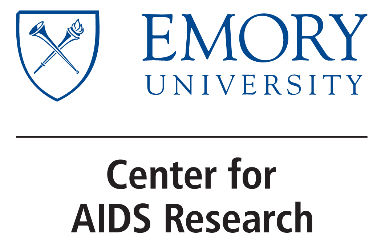 EMORY
UNIVERSITY
Center for
AIDS Research